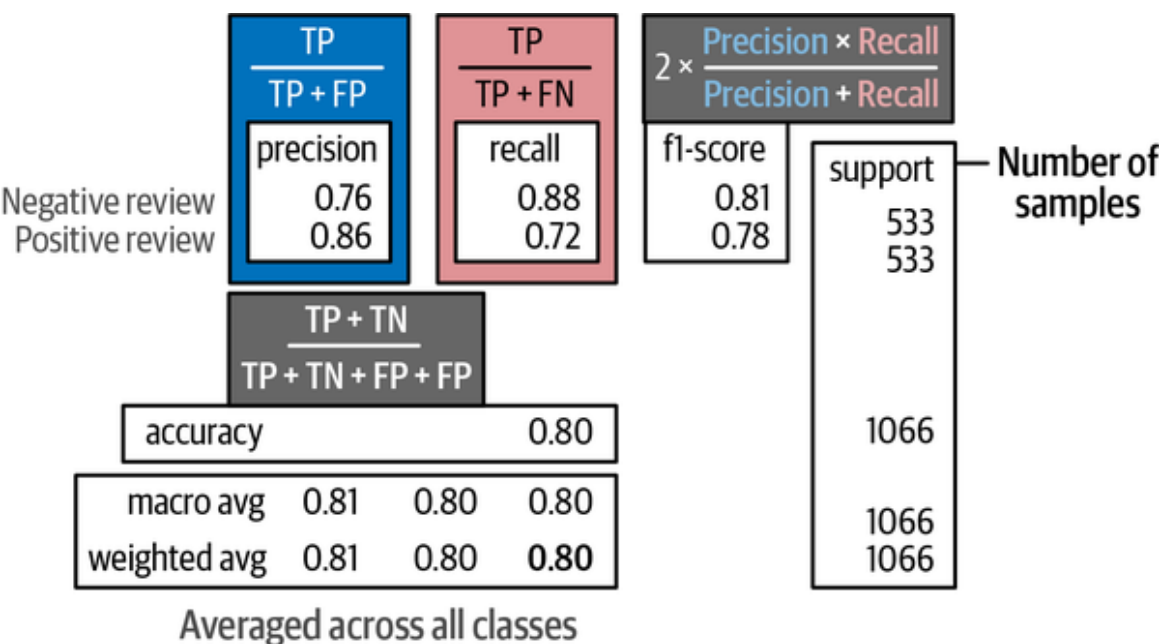 TP
TP + FP
TP
TP + FN
2 × Precision × Recall
Precision + Recall
precision recall f1-score support Number of
samples
Negative review 0.76 0.88 0.81 533
Positive review 0.86 0.72 0.78 533
TP + TN
TP + TN + FP + FP
accuracy 0.80 1066
macro avg 0.81 0.80 0.80 1066
weighted avg 0.81 0.80 0.80 1066
Averaged across all classes